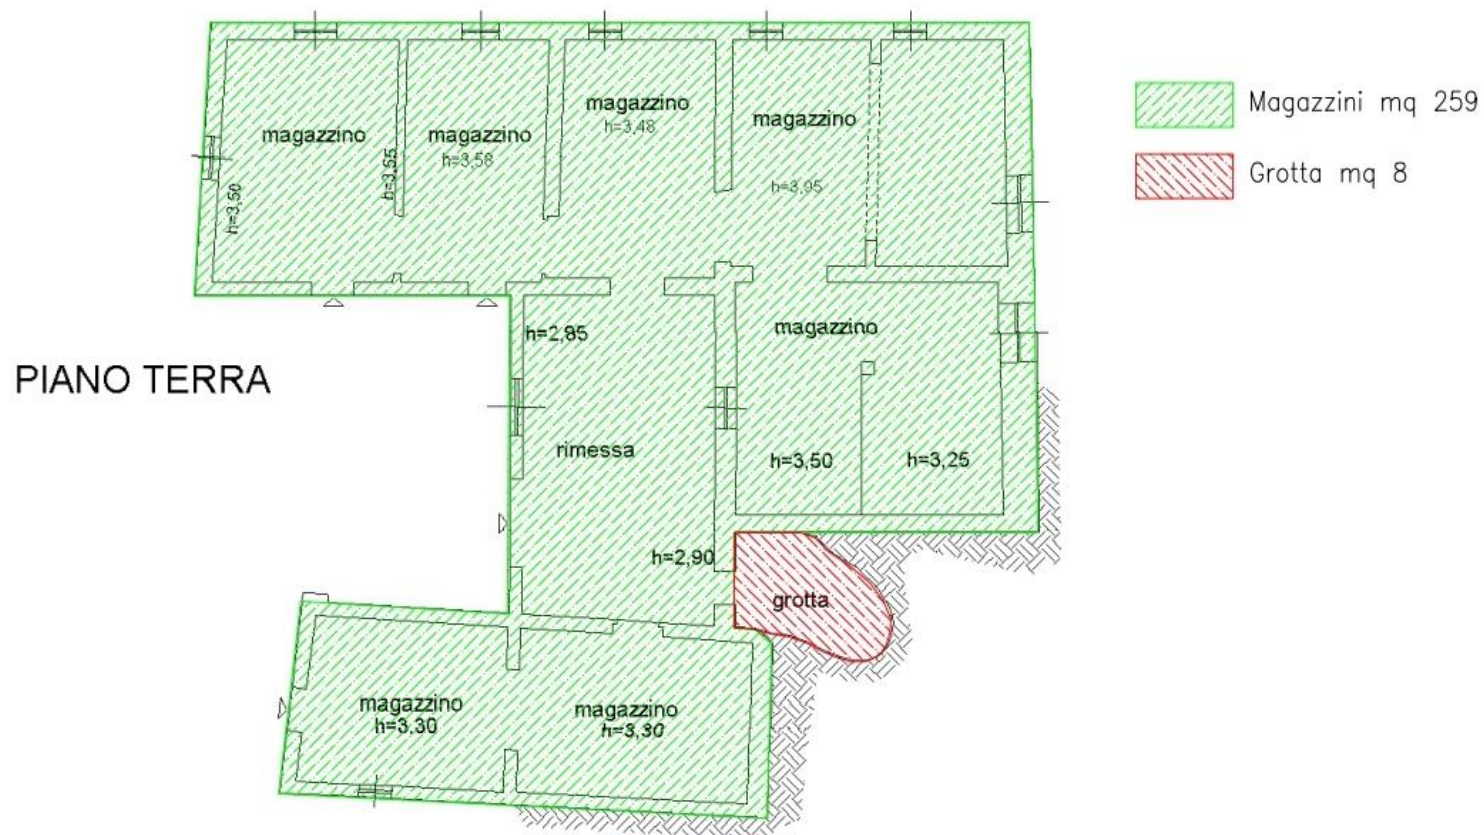 magazzino
h=3,50
h=3,55
magazzino
h=3,58
magazzino
h=3,48
magazzino
h=3,95
Magazzini mq 259
Grotta mq 8
PIANO TERRA
h=2,85
magazzino
rimessa
h=3,50
h=3,25
h=2,90
grotta
magazzino
h=3,30
magazzino
h=3,30